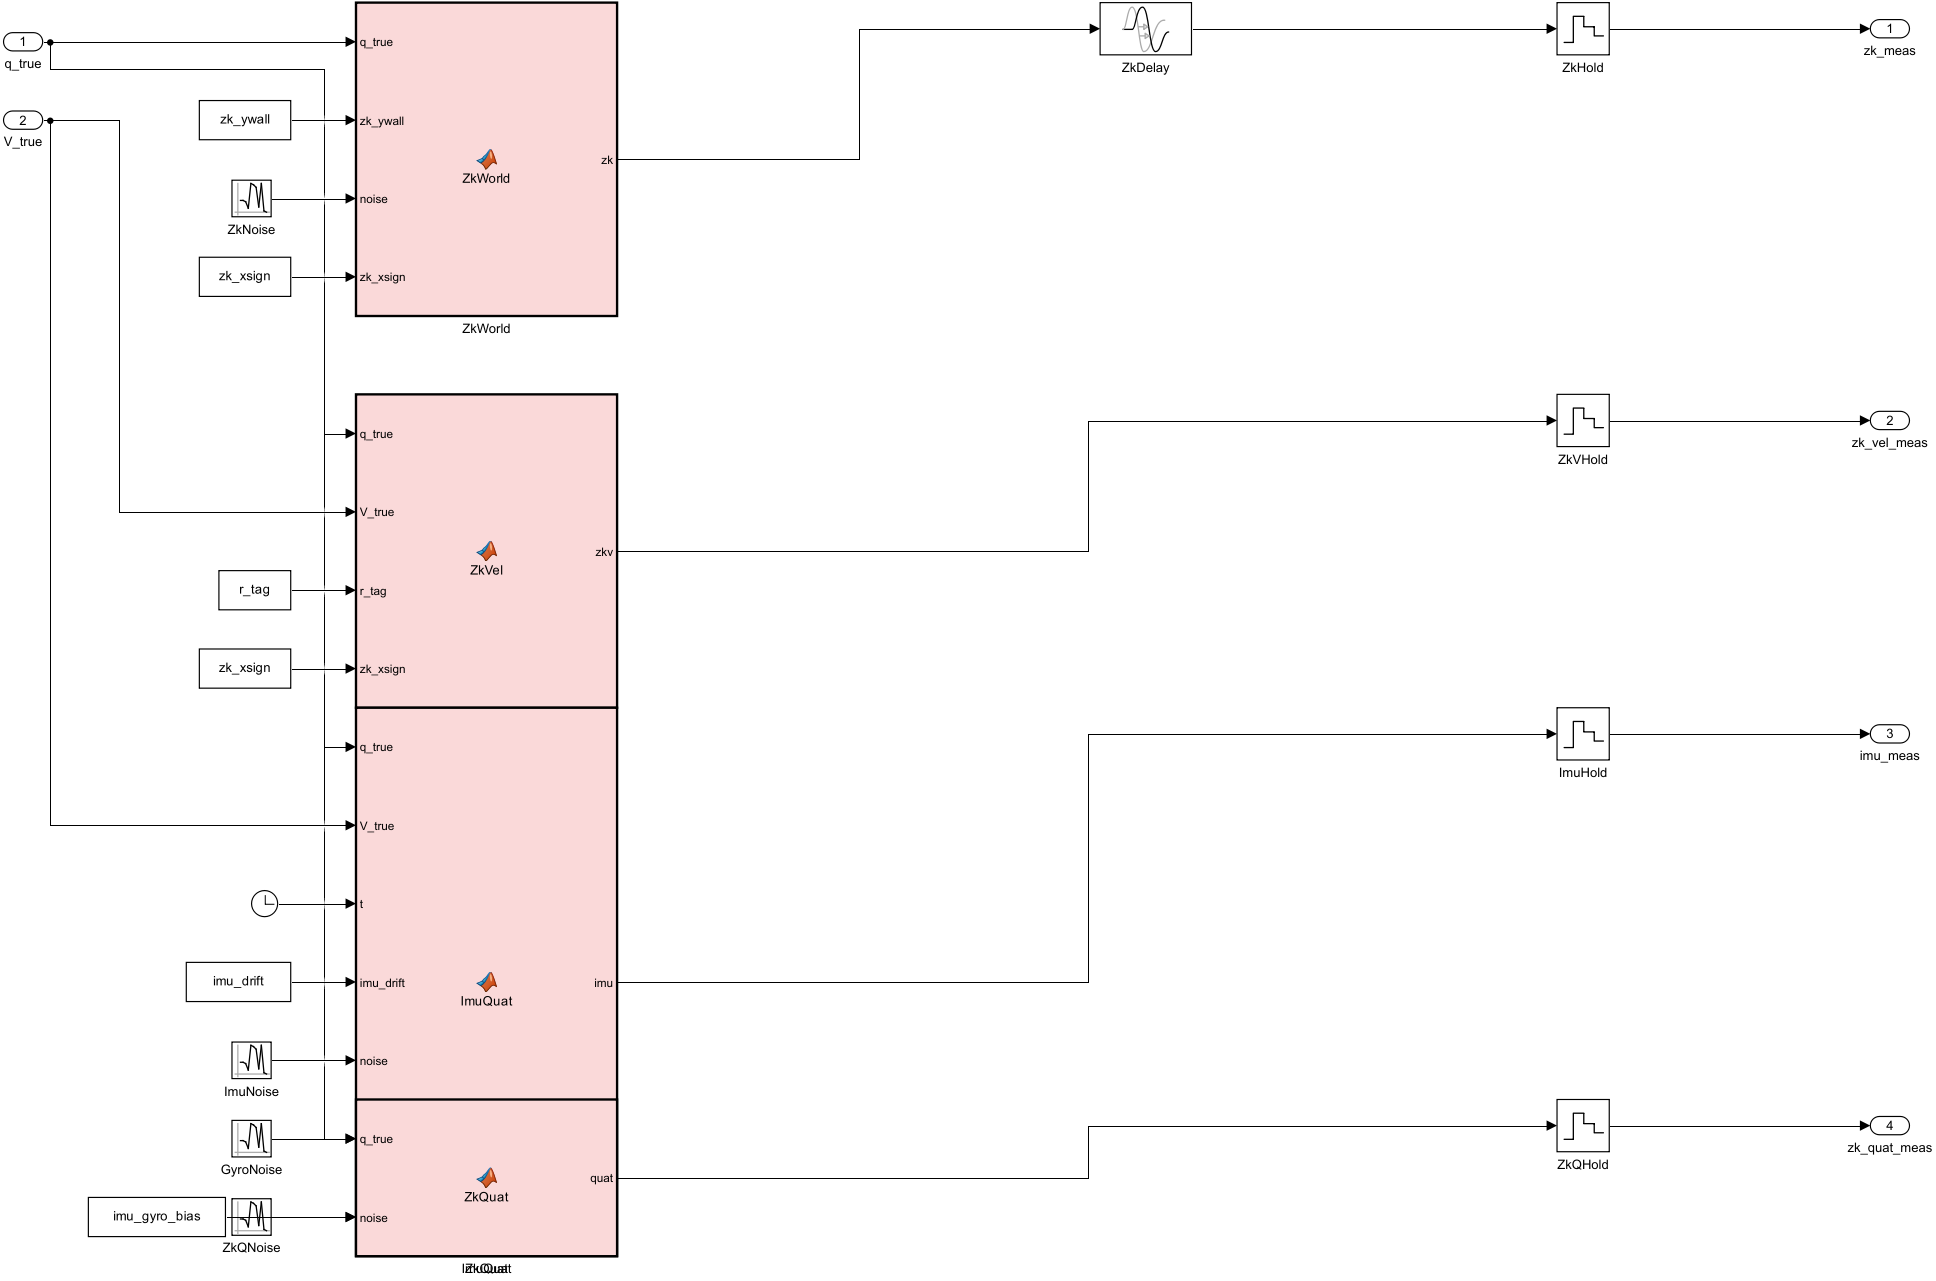 1
q_true
2
V_true
q_true
zk_ywall
zk_ywall
noise
ZkNoise
zk_xsign
zk_xsign
ZkWorld
zk
ZkWorld
ZkDelay
ZkHold
1
zk_meas
q_true
V_true
r_tag
r_tag
zk_xsign
zk_xsign
ZkVel
zkv
ZkVHold
2
zk_vel_meas
q_true
V_true
t
imu_drift
imu_drift
ImuQuat
imu
noise
ImuNoise
ImuHold
3
imu_meas
GyroNoise
q_true
ZkQuat
quat
imu_gyro_bias
noise
ZkQNoise
ZkQHold
4
zk_quat_meas